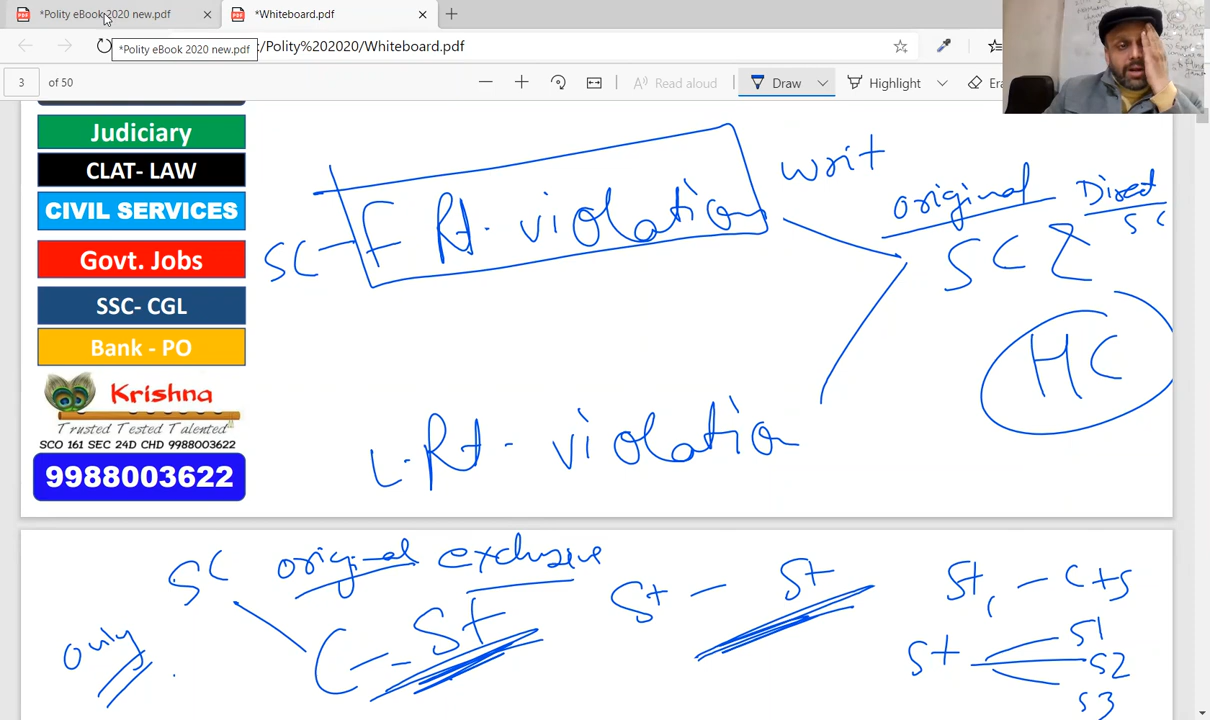 *Polity eBook 2020 new.pdf
*Whiteboard.pdf
*Polity eBook 2020 new.pdf
:/Polity%202020/Whiteboard.pdf
3 of 50
Read aloud
Draw
Highlight
Era
Judiciary
CLAT- LAW
CIVIL SERVICES
Govt. Jobs
SSC- CGL
Bank - PO
Krishna
Trusted Tested Talented
SCO 161 SEC 24D CHD 9988003622
9988003622
writ
original Direct
SC
SC - F Rt. violation
SC &
HC
L. Rt - violation
SC original exclusive
only
C -- St
St - St
St, - C + S
St
S1
S2
S3